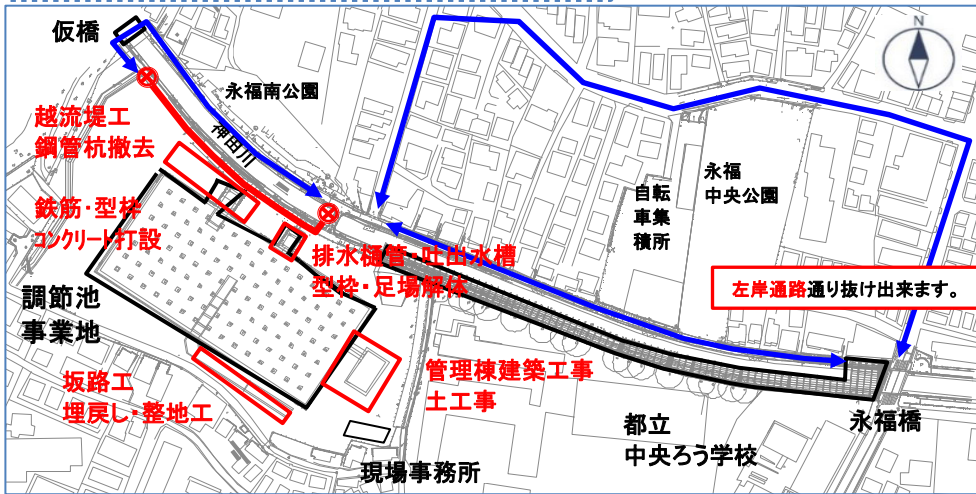 仮橋
N
永福南公園
神田川
越流堤工
鋼管杭撤去
鉄筋・型枠
コンクリート打設
排水樋管・吐出水槽
型枠・足場解体
永福
中央公園
自転
車集
積所
左岸通路通り抜け出来ます。
調節池
事業地
坂路工
埋戻し・整地工
管理棟建築工事
土工事
都立
中央ろう学校
永福橋
現場事務所